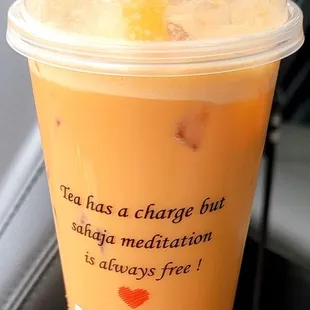 Tea has a charge but
sahaja meditation
is always free !